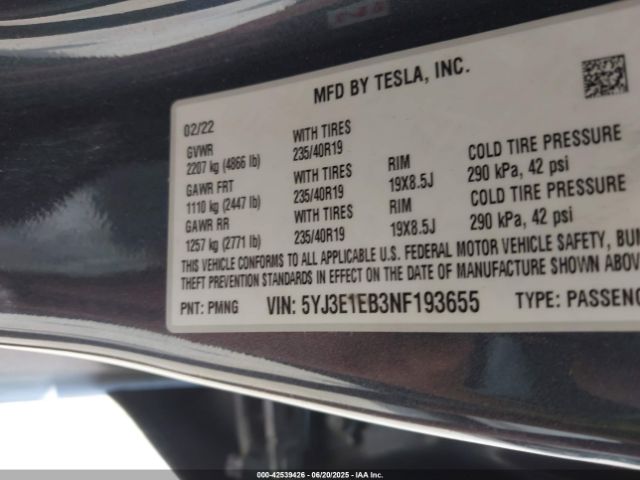 MFD BY TESLA, INC.
02/22
GVWR WITH TIRES
2207 kg (4866 lb) 235/40R19 RIM COLD TIRE PRESSURE
GAWR FRT WITH TIRES 19X8.5J 290 kPa, 42 psi
1110 kg (2447 lb) 235/40R19 RIM COLD TIRE PRESSURE
GAWR RR WITH TIRES 19X8.5J 290 kPa, 42 psi
1257 kg (2771 lb) 235/40R19
THIS VEHICLE CONFORMS TO ALL APPLICABLE U.S. FEDERAL MOTOR VEHICLE SAFETY, BUM
THEFT PREVENTION STANDARDS IN EFFECT ON THE DATE OF MANUFACTURE SHOWN ABOVE
PNT: PMNG VIN: 5YJ3E1EB3NF193655 TYPE: PASSENG
000-42539426 - 06/20/2025 - IAA Inc.